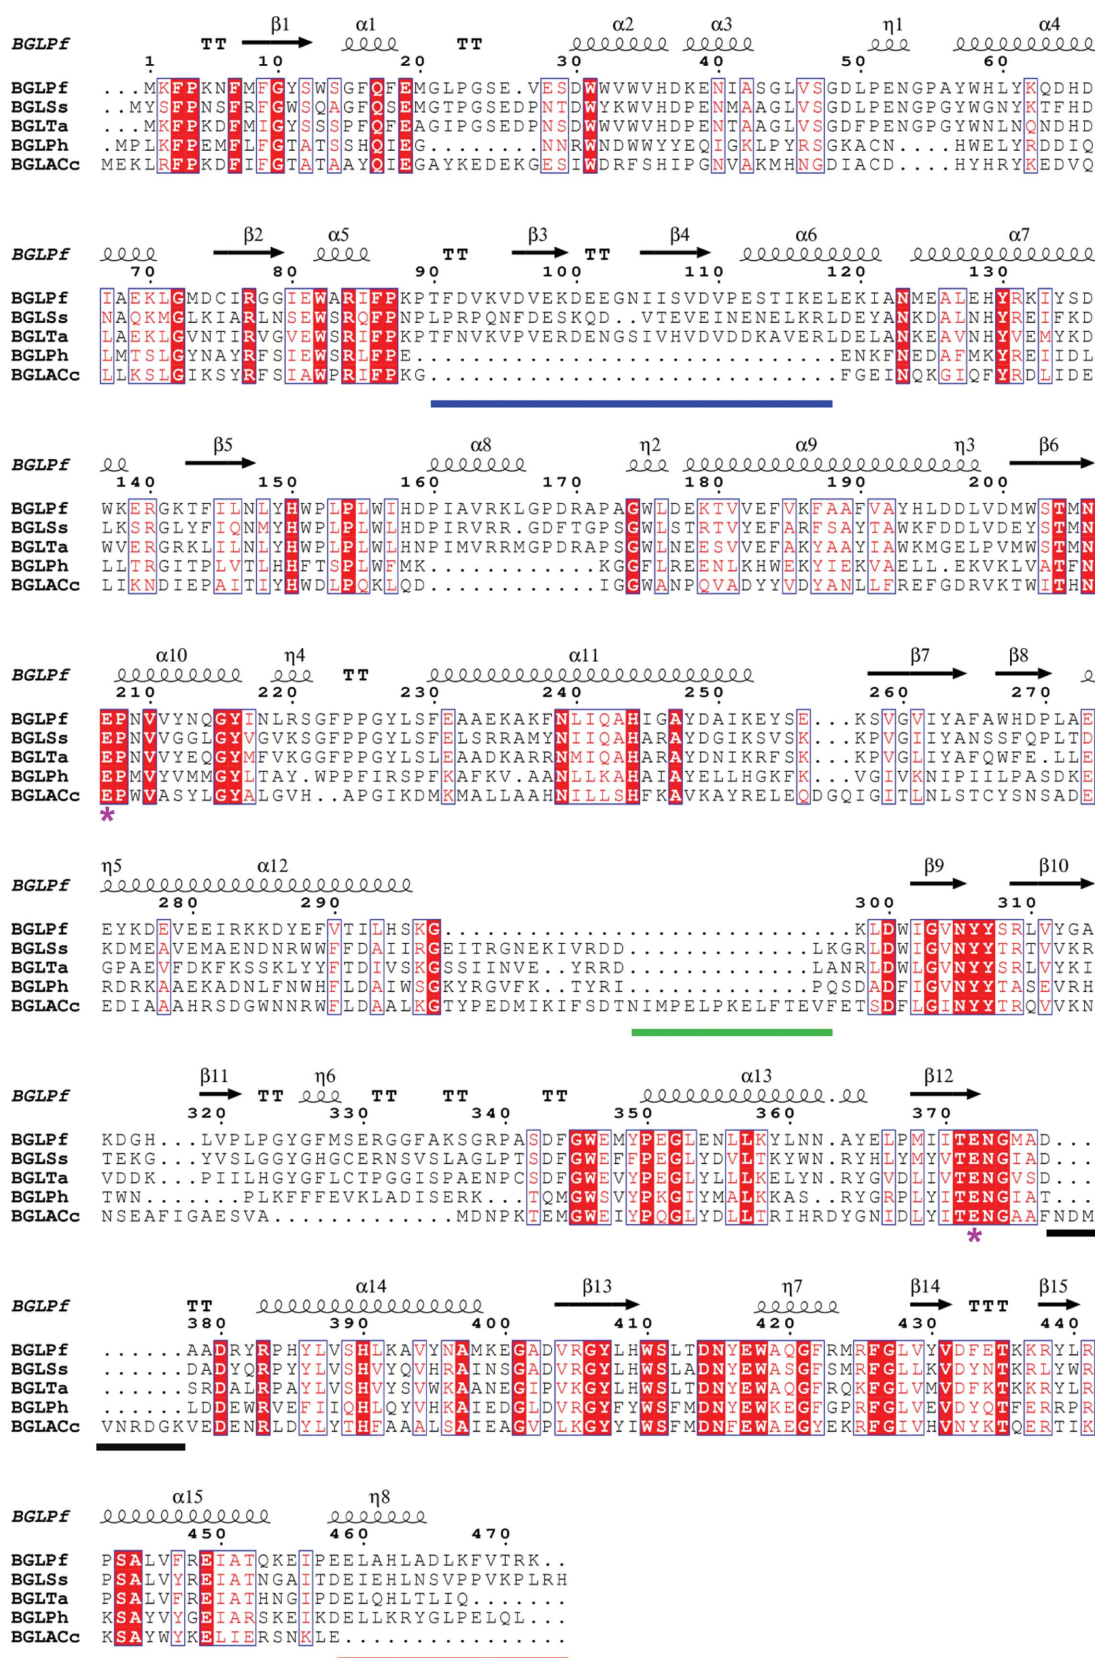 β1 α1 α2 α3 η1 α4
BGLPf TT TT
1 10 20 30 40 50 60
BGLPf ...MKFPKNFMFGYSWSGFQFEMGLPGSE.VESDWWVWVHDKENIASGLVSGDLPENGPAYWHLYKQDHD
BGLSs ..MYSFPNSFRFGWSQAGFQSEMGTPGSEDPNTDWYKWVHDPENMAAGLVSGDLPENGPGYWGNYKTFHD
BGLTa ...MKFPKDFMIGYSSSPFQFEAGIPGSEDPNSDWWVWVHDPENTAAGLVSGDFPENGPGYWNLNQNDHD
BGLPh .MPLKFPEMFLFGTATSSHQIEG......NNRWNDWWYYEQIGKLPYRSGKACN....HWELYRDDIQ
BGLACc MEKLRFPKDFIFGTATAAYQIEGAYKEDEKGESIWDRFSHIPGNVAKMHNGDIACD....HYHRYKEDVQ
β2 α5 β3 β4 α6 α7
BGLPf TT TT
70 80 90 100 110 120 130
BGLPf IAEKLGMDCIRGGIEWARIFPKPTFDVKVDVEKDEEGNIISVDVPESTIKELEKIANMEALEHYRKIYSD
BGLSs NAQKMGLKIARLNSEWSRQFPNPLPRPQNFDESKQD..VTEVEINENELKRLDEYANKDALNHYREIFKD
BGLTa LAEKLGVNTIRVGVEWSRIFPKPTFNVKVPVERDENGSIVHVDVDDKAVERLDELANKEAVNHYVEMYKD
BGLPh LMTSLGYNAYRFSIEWSRLFPE..............................ENKFNEDAFMKYREIIDL
BGLACc LLKSLGIKSYRFSIAWPRIFPKG.............................FGEINQKGIQFYRDLIDE
β5 α8 η2 α9 η3 β6
BGLPf
140 150 160 170 180 190 200
BGLPf WKSRGKTFILNLYHWPLPLWIHDPIAVRKLGPDRAPAGWLDEKTVVEFVKFAAFVAYHLDDLVDMWSTMN
BGLSs LKSRGLYFIQNMYHWPLPLWLHDPIRVRR.GDFTGPSGWLSTRTVYEFARFSAYTAWKFDDLVDEYSTMN
BGLTa WVERGRKLILNLYHWPLPLWLHNPIMVRRMGPDRAPSGWLNEESVVEFAKYAAYIAWKMGELPVMWSTMN
BGLPh LLTRGITPLVTLHHFTSPLWFMK............KGGFLREENLKHWEKYIEKVAELL.EKVKLVATFN
BGLACc LIKNDIEPAITIYHWDLPQKLQD............IGGWANPQVADYYVDYANLLFREFGDRVKTWITHN
α10 η4 α11 β7 β8
BGLPf TT
210 220 230 240 250 260 270
BGLPf EPNVVYNQGYINLRSGFPPGYLSFEAAEKAKFNLIQAHIGAYDAIKEYSE...KSVGVIYAFAWHDPLAE
BGLSs EPNVVGGLGYVGVKSGFPPGYLSFELSRRAMYNIIQAHARAYDGIKSVSK...KPVGIIYANSSFQPLTD
BGLTa EPNVVYEQGYMFVKGGFPPGYLSLEAADKARRNMIQAHARAYDNIKRFSK...KPVGLIYAFQWFE.LLE
BGLPh EPMVYVMMGYLTAY.WPPFIRSPFKAFKV.AANLLKAHAIAYELLHGKFK....VGIVKNIPIILPASDKE
BGLACc EPWVASYLGYALGVH..APGIKDMKMALLAAHNILLSHFKAVKAYRELEQDGQIGITLNLSTCYSNSADE
*
η5 α12 β9 β10
BGLPf
280 290 300 310
BGLPf EYKDEVEEIRKKDYEFVTILHSKG.............................KLDWIGVNYYSRLVYGA
BGLSs KDMEAVEMAENDNRWWFFDAIIRGEITRGNEKIVRDD..............LKGRLDWIGVNYYTRTVVKR
BGLTa GPAEVFDKFKSSKLYYFTDIVSKGSSIINVE..YRRD..............LANRLDWLGVNYYSRLVYKI
BGLPh RDRKAAEKADNLFNWHFLDAIWSGKYRGVFK..TYRI..............PQSDADFIGVNYYTASEVRH
BGLACc EDIAAAHRSDGWNNRWFLDAALKGTYPEDMIKIFSDTNIMPELPKELFTEVFETSDFLGINYYTRQVVKN
β11 η6 α13 β12
BGLPf TT TT TT TT
320 330 340 350 360 370
BGLPf KDGH...LVPLPGYGFMSERGGFAKSGRPASDFGWEMYPEGLENLLKYLNN.AYELPMIITENGMAD...
BGLSs TEKG...YVSLGGYGHGCERNSVSLAGLPTSDFGWEFFPEGLYDVLTKYWN.RYHLYMYVTENGIAD...
BGLTa VDDK...PIILHGYGFLCTPGGISPAENPCSDFGWEVYPEGLYLLLKELYN.RYGVDLIVTENGVSD...
BGLPh TWN......PLKFFFEVKLADISERK...TQMGWSVYPKGIYMALKKAS..RYGRPLYITENGIAT...
BGLACc NSEAFIGAESVA.............MDNPKTEMGWEIYPQGLYDLLTRIHRDYGNIDLYITENGAAFNDM
*
α14 β13 η7 β14 β15
BGLPf TT TTT
380 390 400 410 420 430 440
BGLPf ......AADRYRPHYLVSHLKAVYNAMKEGADVRGYLHWSLTDNYEWAQGFRMRFGLVYVDFETKKRYLR
BGLSs ......DADYQRPYYLVSHVYQVHRAINSGADVRGYLHWSLADNYEWASGFSMRFGLLKVDYNTKRLYWR
BGLTa ......SRDALRPAYLVSHVYSVWKAANEGIPVKGYLHWSLTDNYEWAQGFRQKFGLVMVDFKTKKRYLR
BGLPh ......LDDEWRVEFIIQHLQYVHKAIEDGLDVRGYFYWSFMDNYEWKEGFGPRFGLVEVDYQTFERRPR
BGLACc VNRDGKVEDENRLDYLYTHFAAALSAIEAGVPLKGYYIWSFMDNFEWAEGYEKRFGIVHVNYKTQERTIK
α15 η8
BGLPf
450 460 470
BGLPf PSALVFREIATQKEIPEELAHLADLKFVTRK..
BGLSs PSALVYREIATNGAITDEIEHLNSVPPVKPLRH
BGLTa PSALVFREIATHNGIPDELQHLTLIQ.......
BGLPh KSAYVYGEIARSKEIKDELLKRYGLPELQL...
BGLACc KSAYWYKELIERSNKLE................